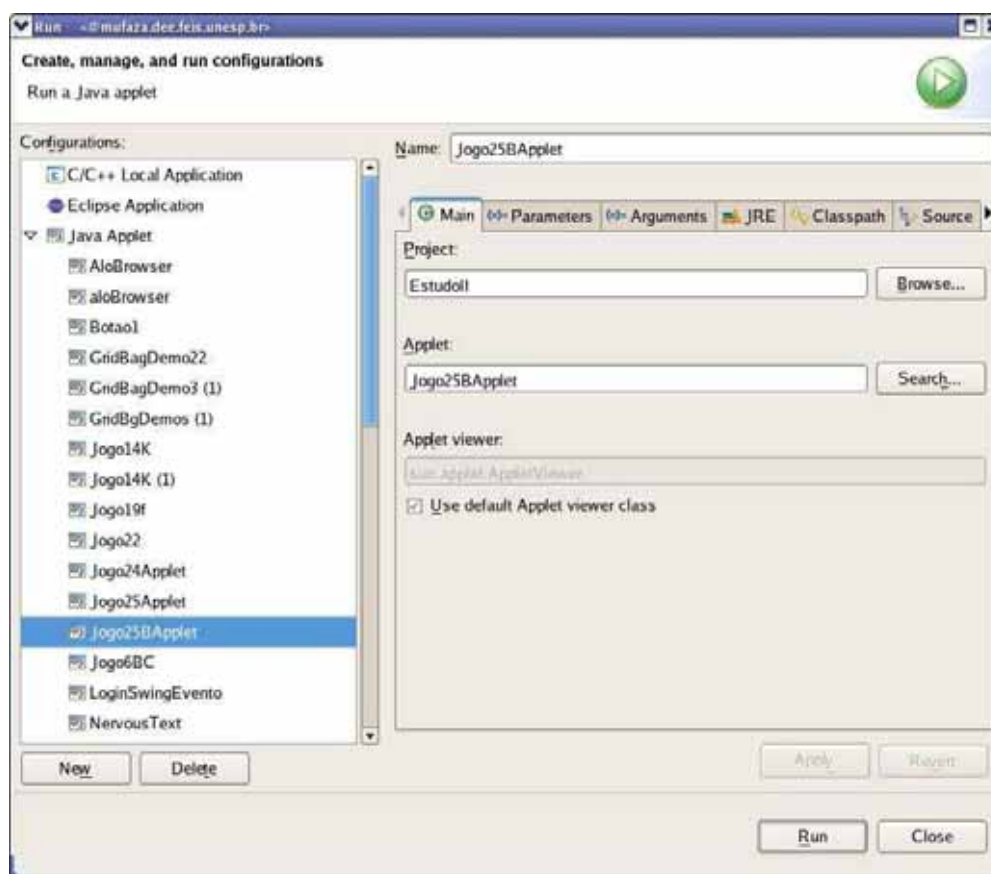 Run - <@mufaza.dee.feis.unesp.br>
Create, manage, and run configurations
Run a Java applet
Configurations:
C/C++ Local Application
Eclipse Application
Java Applet
AloBrowser
aloBrowser
Botao1
GridBagDemo22
GridBagDemo3 (1)
GridBgDemos (1)
Jogo14K
Jogo14K (1)
Jogo19f
Jogo22
Jogo24Applet
Jogo25Applet
Jogo25BApplet
Jogo6BC
LoginSwingEvento
NervousText
New Delete
Name: Jogo25BApplet
Main Parameters Arguments JRE Classpath Source
Project:
EstudoII
Browse...
Applet:
Jogo25BApplet
Search...
Applet viewer:
sun.applet.AppletViewer
Use default Applet viewer class
Apply Revert
Run Close